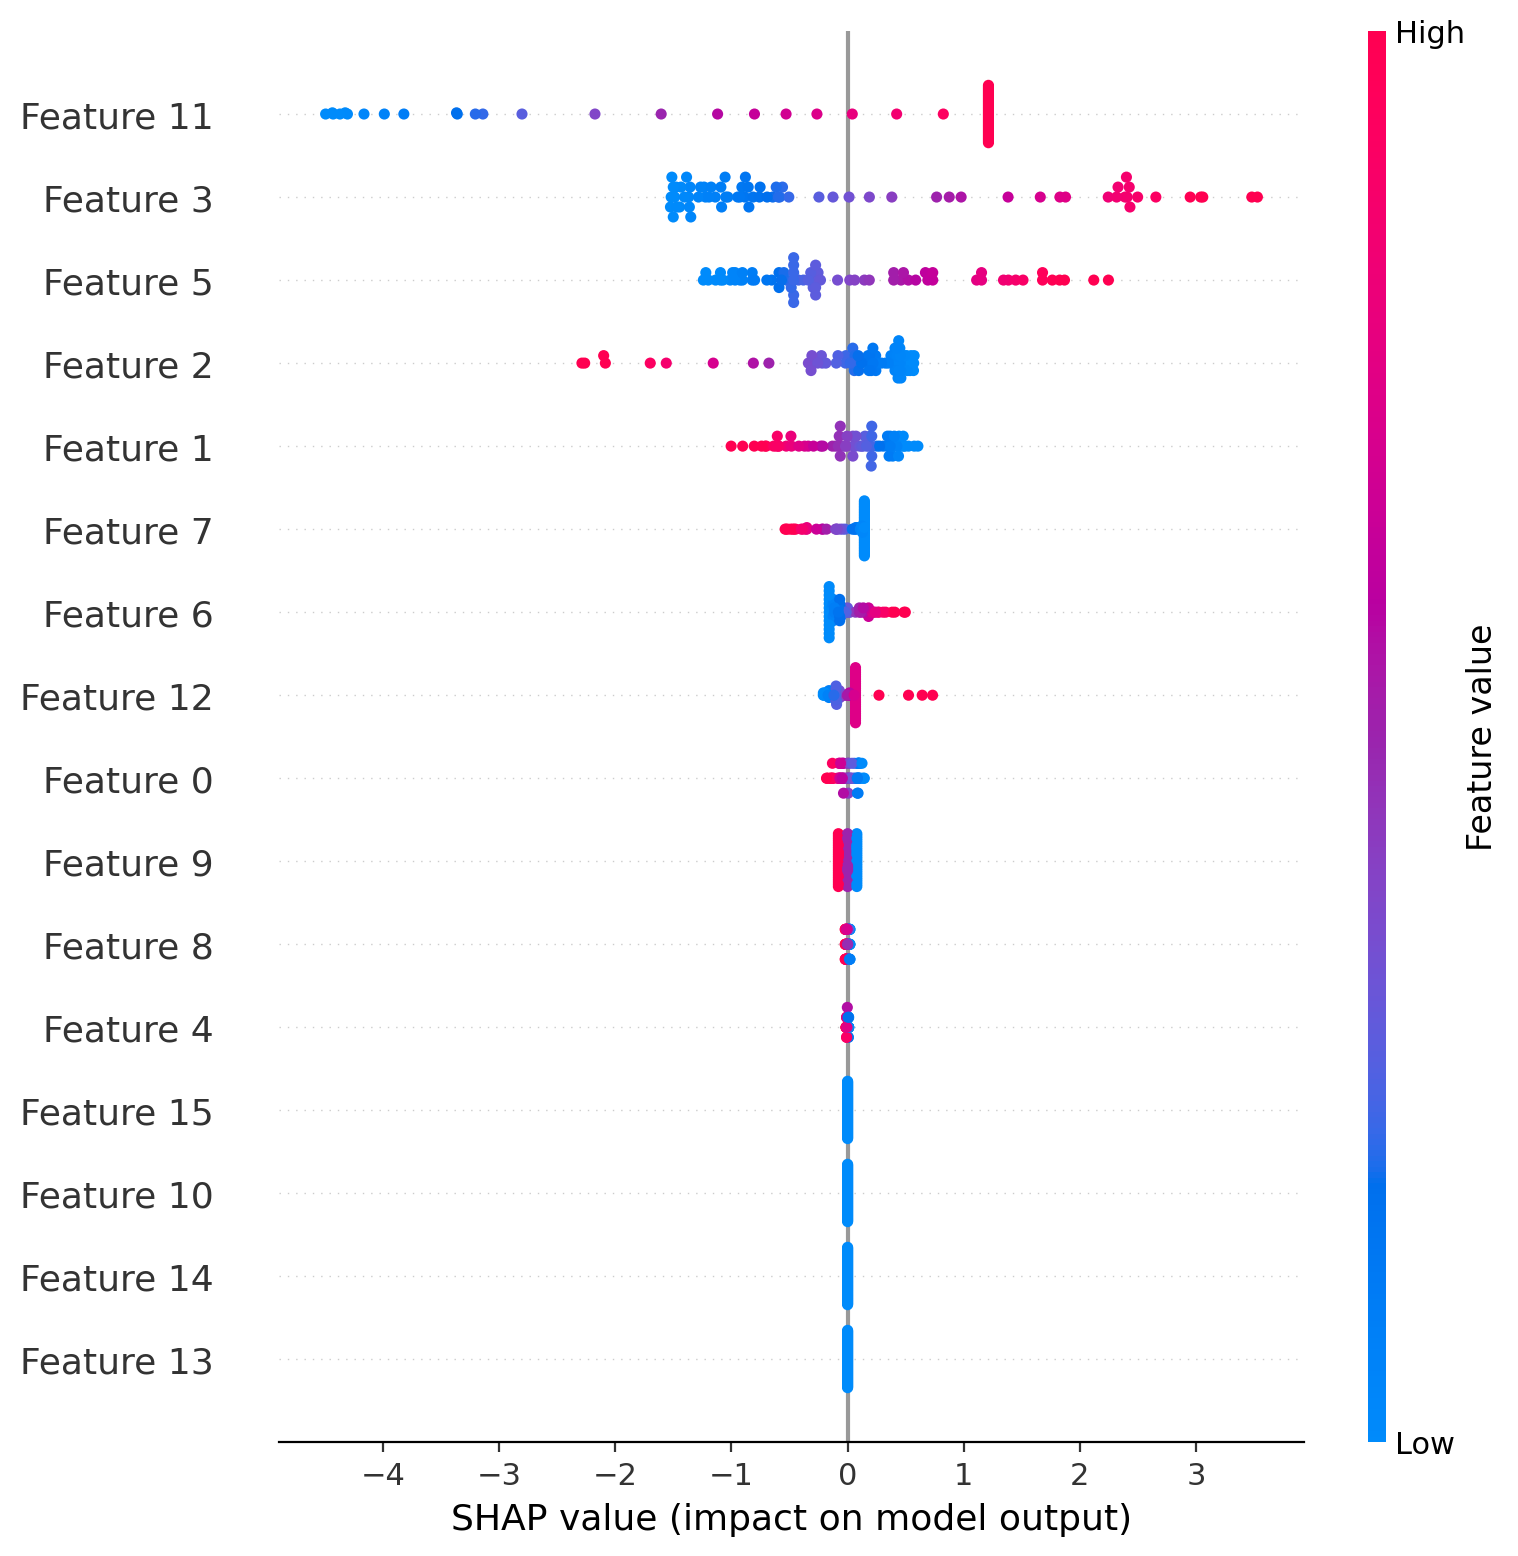 High
Feature 11
Feature 3
Feature 5
Feature 2
Feature 1
Feature 7
Feature 6
Feature 12
Feature 0
Feature 9
Feature 8
Feature 4
Feature 15
Feature 10
Feature 14
Feature 13
Feature value
Low
−4 −3 −2 −1 0 1 2 3
SHAP value (impact on model output)